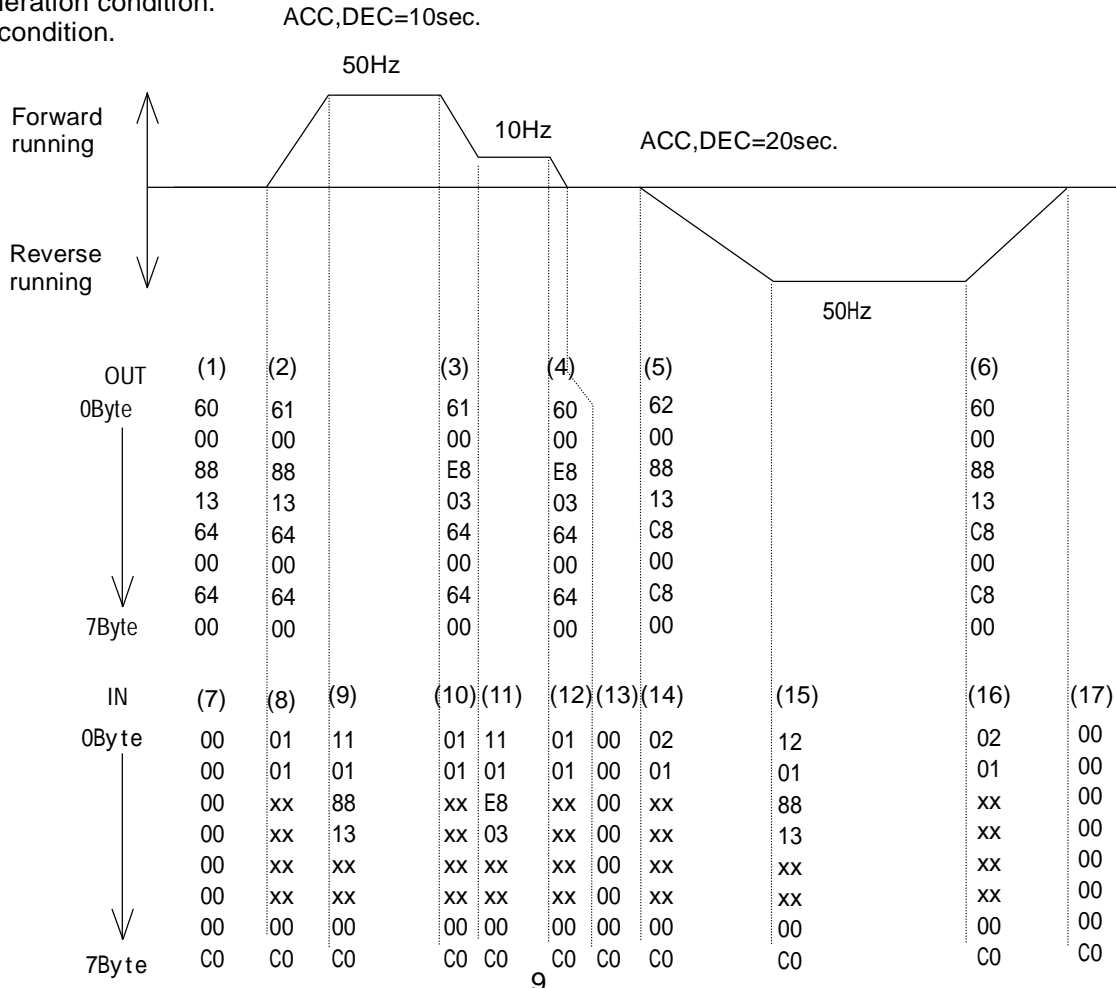 eration condition.
condition.
ACC,DEC=10sec.
50Hz
Forward
running
10Hz
ACC,DEC=20sec.
Reverse
running
50Hz
OUT (1) (2) (3) (4) (5) (6)
0Byte 60 61 61 60 62 60
00 00 00 00 00 00
88 88 E8 E8 88 88
13 13 03 03 13 13
64 64 64 64 C8 C8
00 00 00 00 00 00
64 64 64 64 C8 C8
7Byte 00 00 00 00 00 00
IN (7) (8) (9) (10) (11) (12) (13) (14) (15) (16) (17)
0Byte 00 01 11 01 11 01 00 02 12 02 00
00 01 01 01 01 01 00 01 01 01 00
00 xx 88 xx E8 xx 00 xx 88 xx 00
00 xx 13 xx 03 xx 00 xx 13 xx 00
00 xx xx xx xx xx 00 xx xx xx 00
00 xx xx xx xx xx 00 xx xx xx 00
00 00 00 00 00 00 00 00 00 00 00
7Byte C0 C0 C0 C0 C0 C0 C0 C0 C0 C0 C0
9